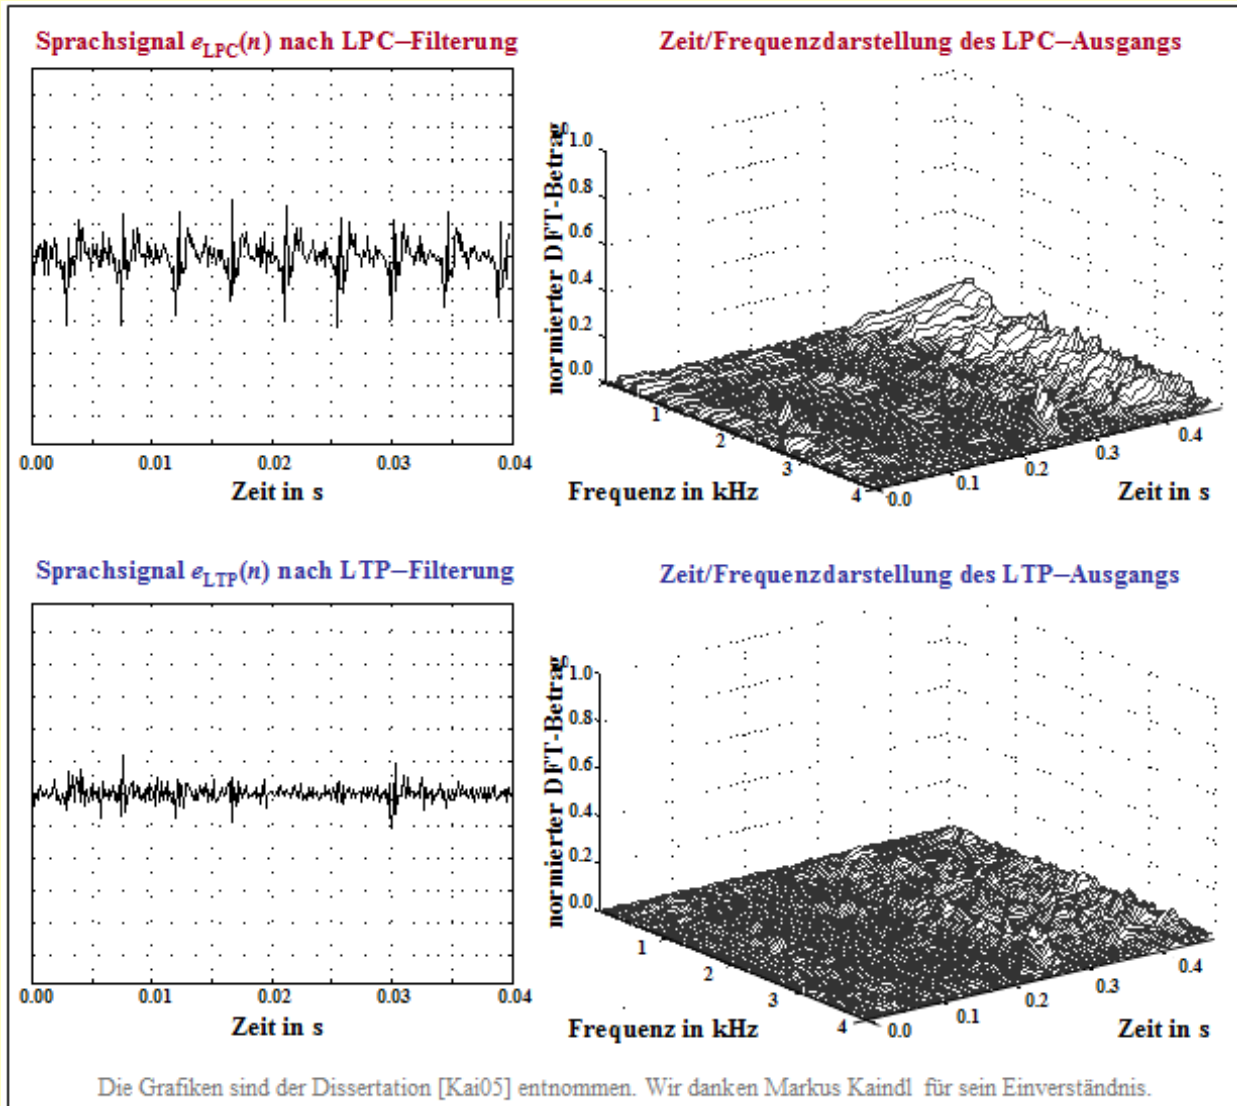 Sprachsignal eLPC(n) nach LPC–Filterung
Zeit/Frequenzdarstellung des LPC–Ausgangs
normierter DFT-Betrag
1.0
0.8
0.6
0.4
0.2
0.0
0.00 0.01 0.02 0.03 0.04
Zeit in s
1 2 3 4
Frequenz in kHz
0.0 0.1 0.2 0.3 0.4
Zeit in s
Sprachsignal eLTP(n) nach LTP–Filterung
Zeit/Frequenzdarstellung des LTP–Ausgangs
normierter DFT-Betrag
1.0
0.8
0.6
0.4
0.2
0.0
0.00 0.01 0.02 0.03 0.04
Zeit in s
1 2 3 4
Frequenz in kHz
0.0 0.1 0.2 0.3 0.4
Zeit in s
Die Grafiken sind der Dissertation [Kai05] entnommen. Wir danken Markus Kaindl für sein Einverständnis.